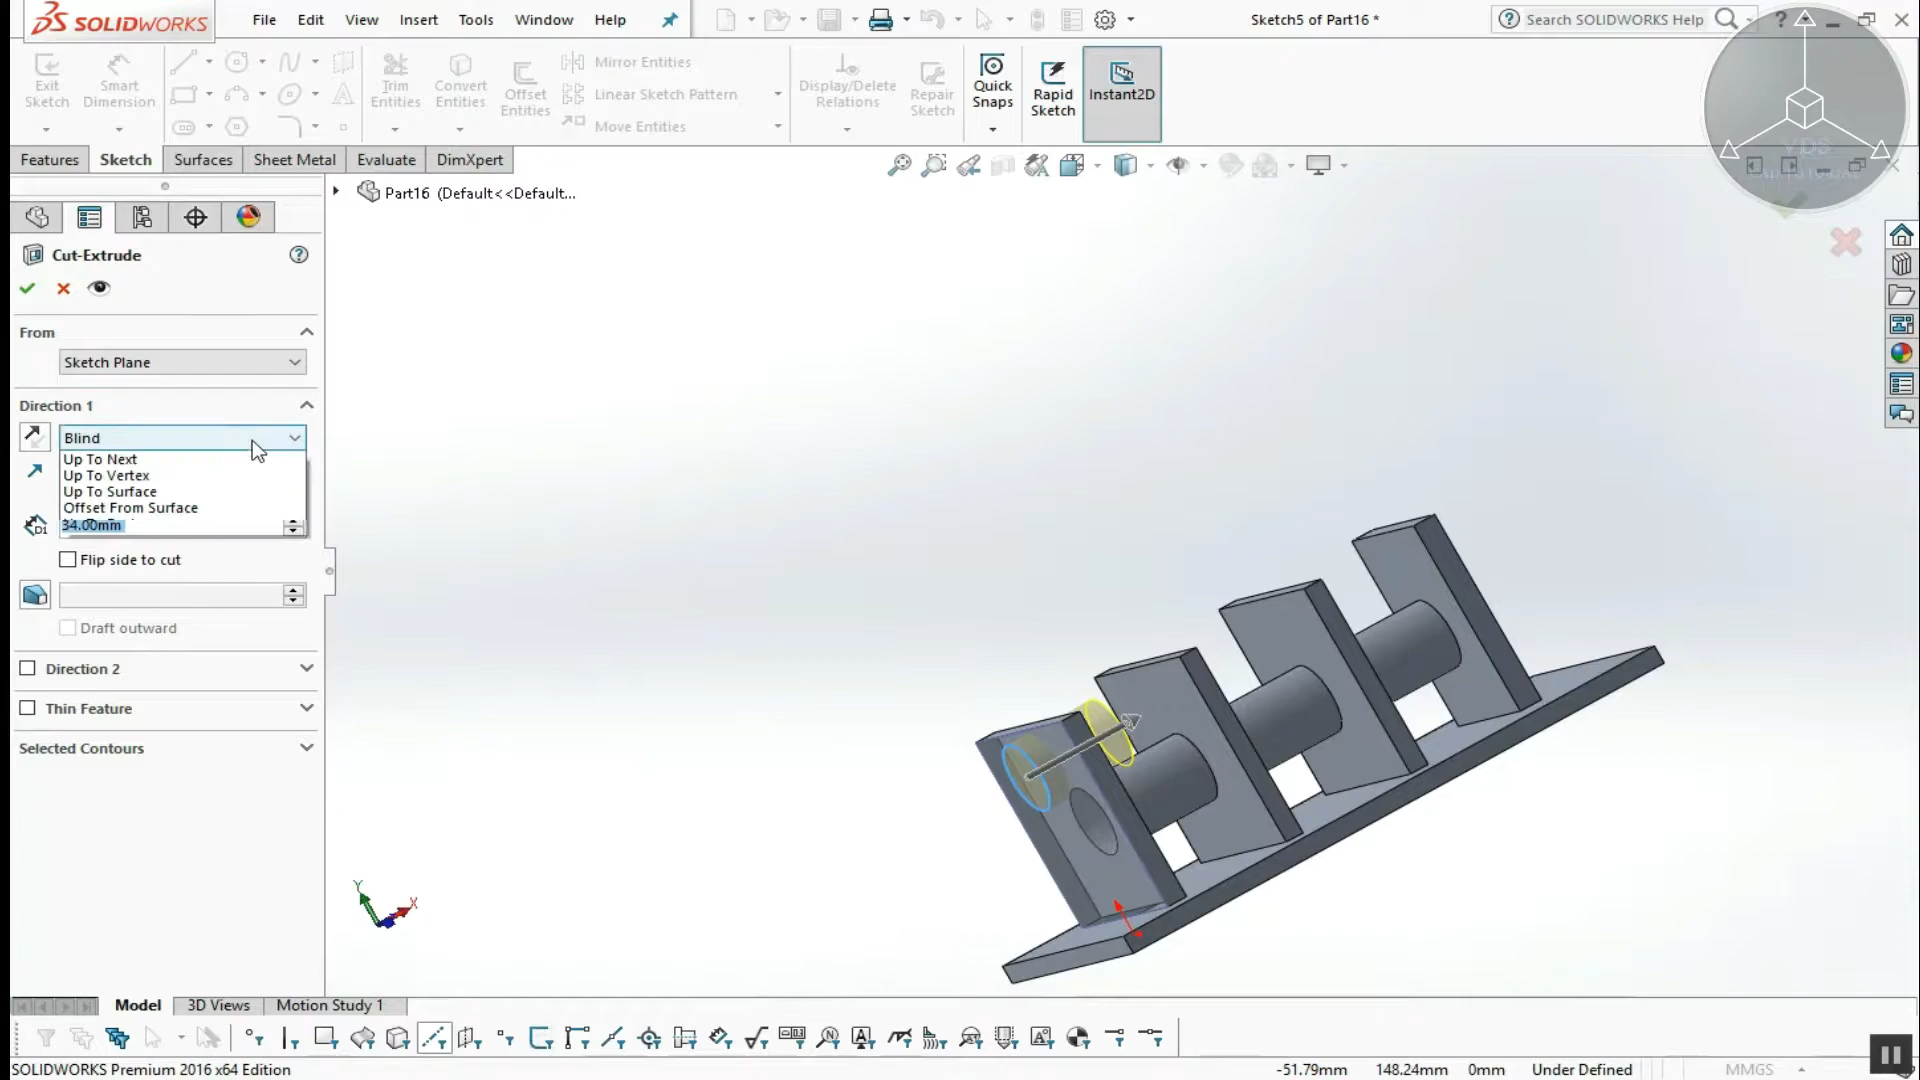 SOLIDWORKS
File Edit View Insert Tools Window Help
Sketch5 of Part16 *
Search SOLIDWORKS Help
Exit Sketch
Smart Dimension
Trim Entities
Convert Entities
Offset Entities
Mirror Entities
Linear Sketch Pattern
Move Entities
Display/Delete Relations
Repair Sketch
Quick Snaps
Rapid Sketch
Instant2D
Features Sketch Surfaces Sheet Metal Evaluate DimXpert
Part16 (Default<<Default...
Cut-Extrude
From
Sketch Plane
Direction 1
Blind
Up To Next
Up To Vertex
Up To Surface
Offset From Surface
34.00mm
Flip side to cut
Draft outward
Direction 2
Thin Feature
Selected Contours
Y
X
Model 3D Views Motion Study 1
SOLIDWORKS Premium 2016 x64 Edition
-51.79mm 148.24mm 0mm Under Defined MMGS